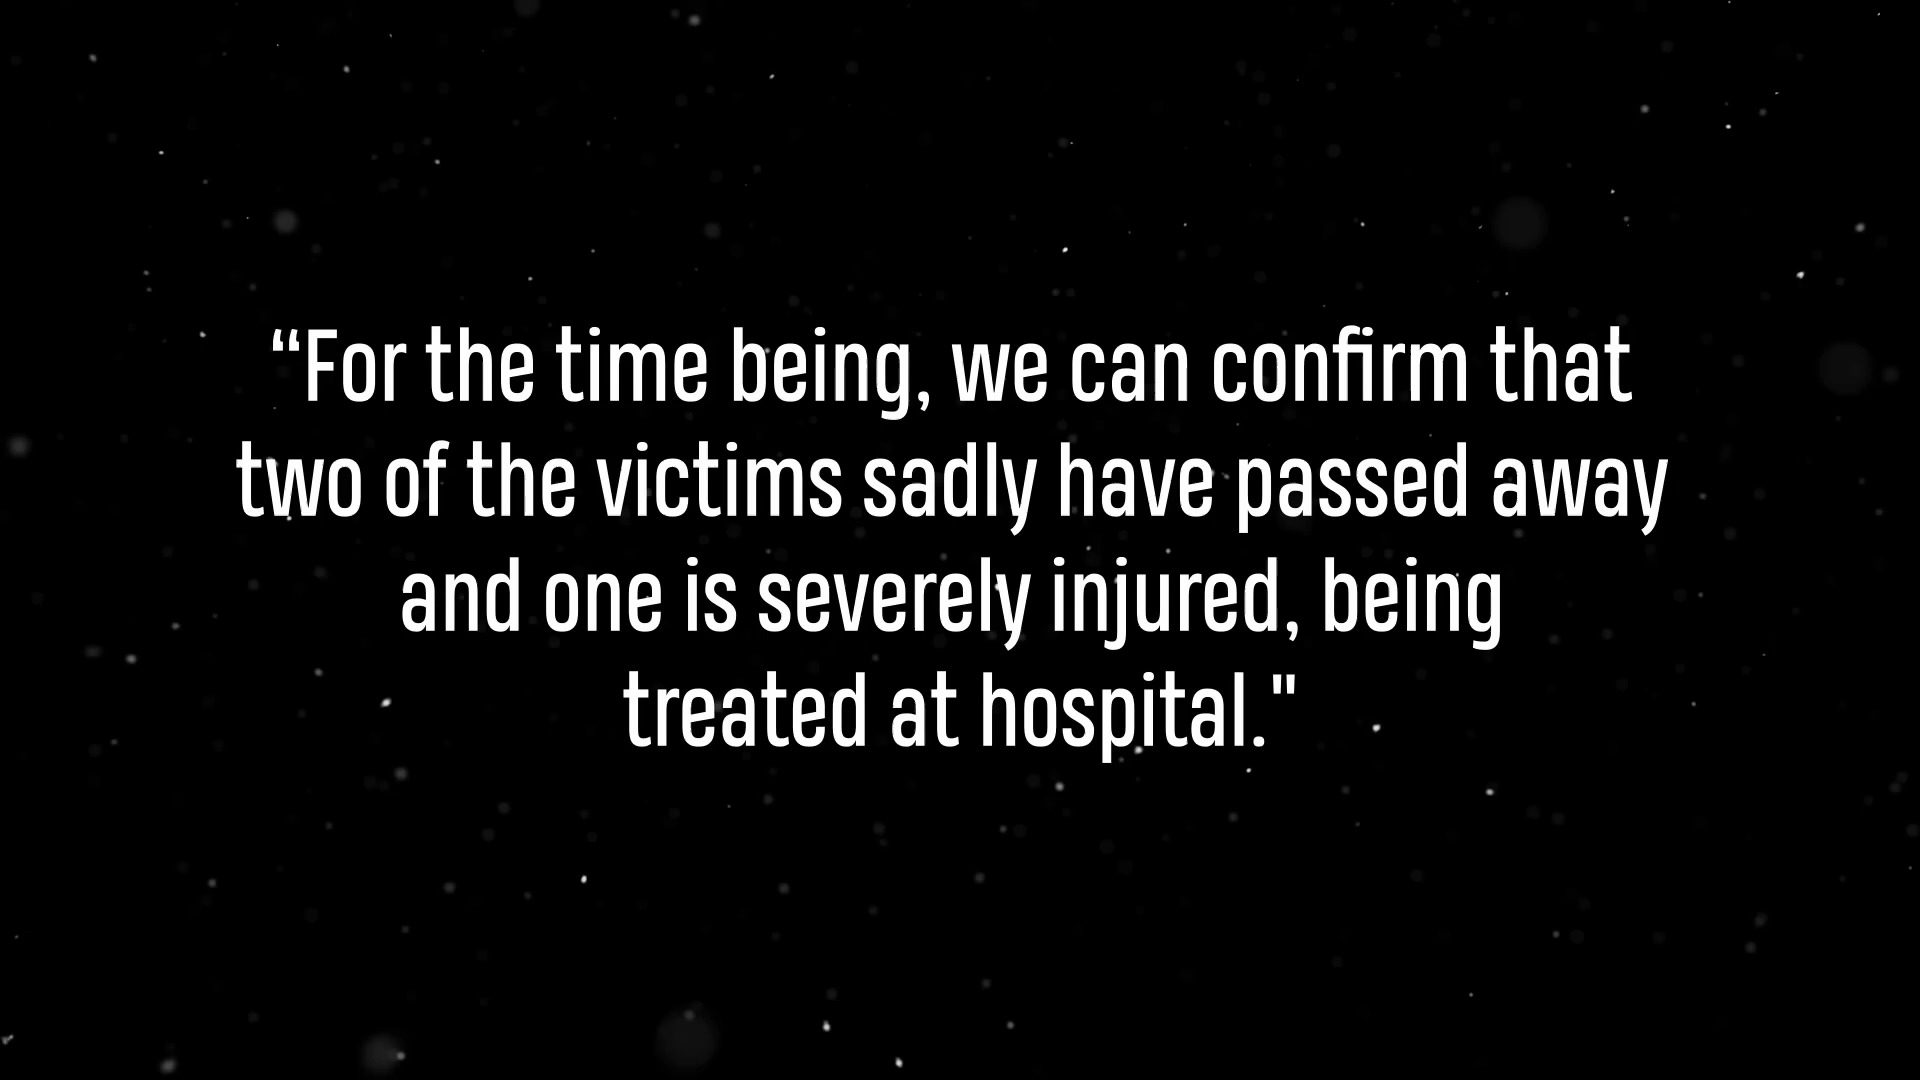 “For the time being, we can confirm that
two of the victims sadly have passed away
and one is severely injured, being
treated at hospital."